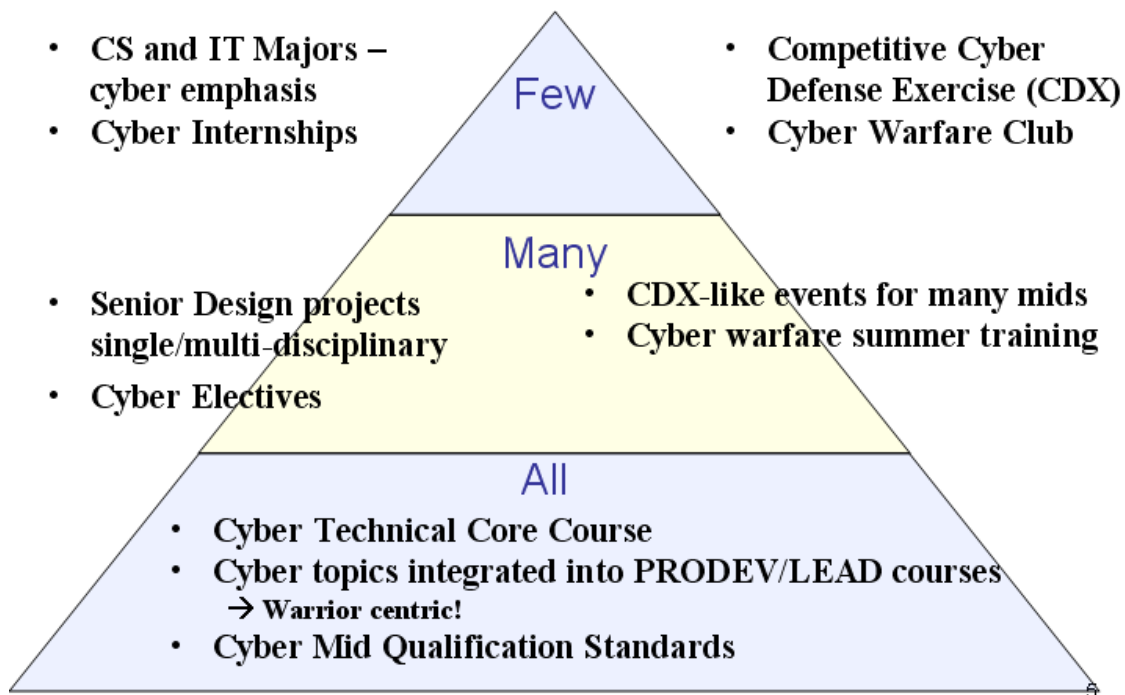 • CS and IT Majors –
cyber emphasis
• Cyber Internships
Few
• Competitive Cyber
Defense Exercise (CDX)
• Cyber Warfare Club
Many
• Senior Design projects
single/multi-disciplinary
• Cyber Electives
• CDX-like events for many mids
• Cyber warfare summer training
All
• Cyber Technical Core Course
• Cyber topics integrated into PRODEV/LEAD courses
→ Warrior centric!
• Cyber Mid Qualification Standards